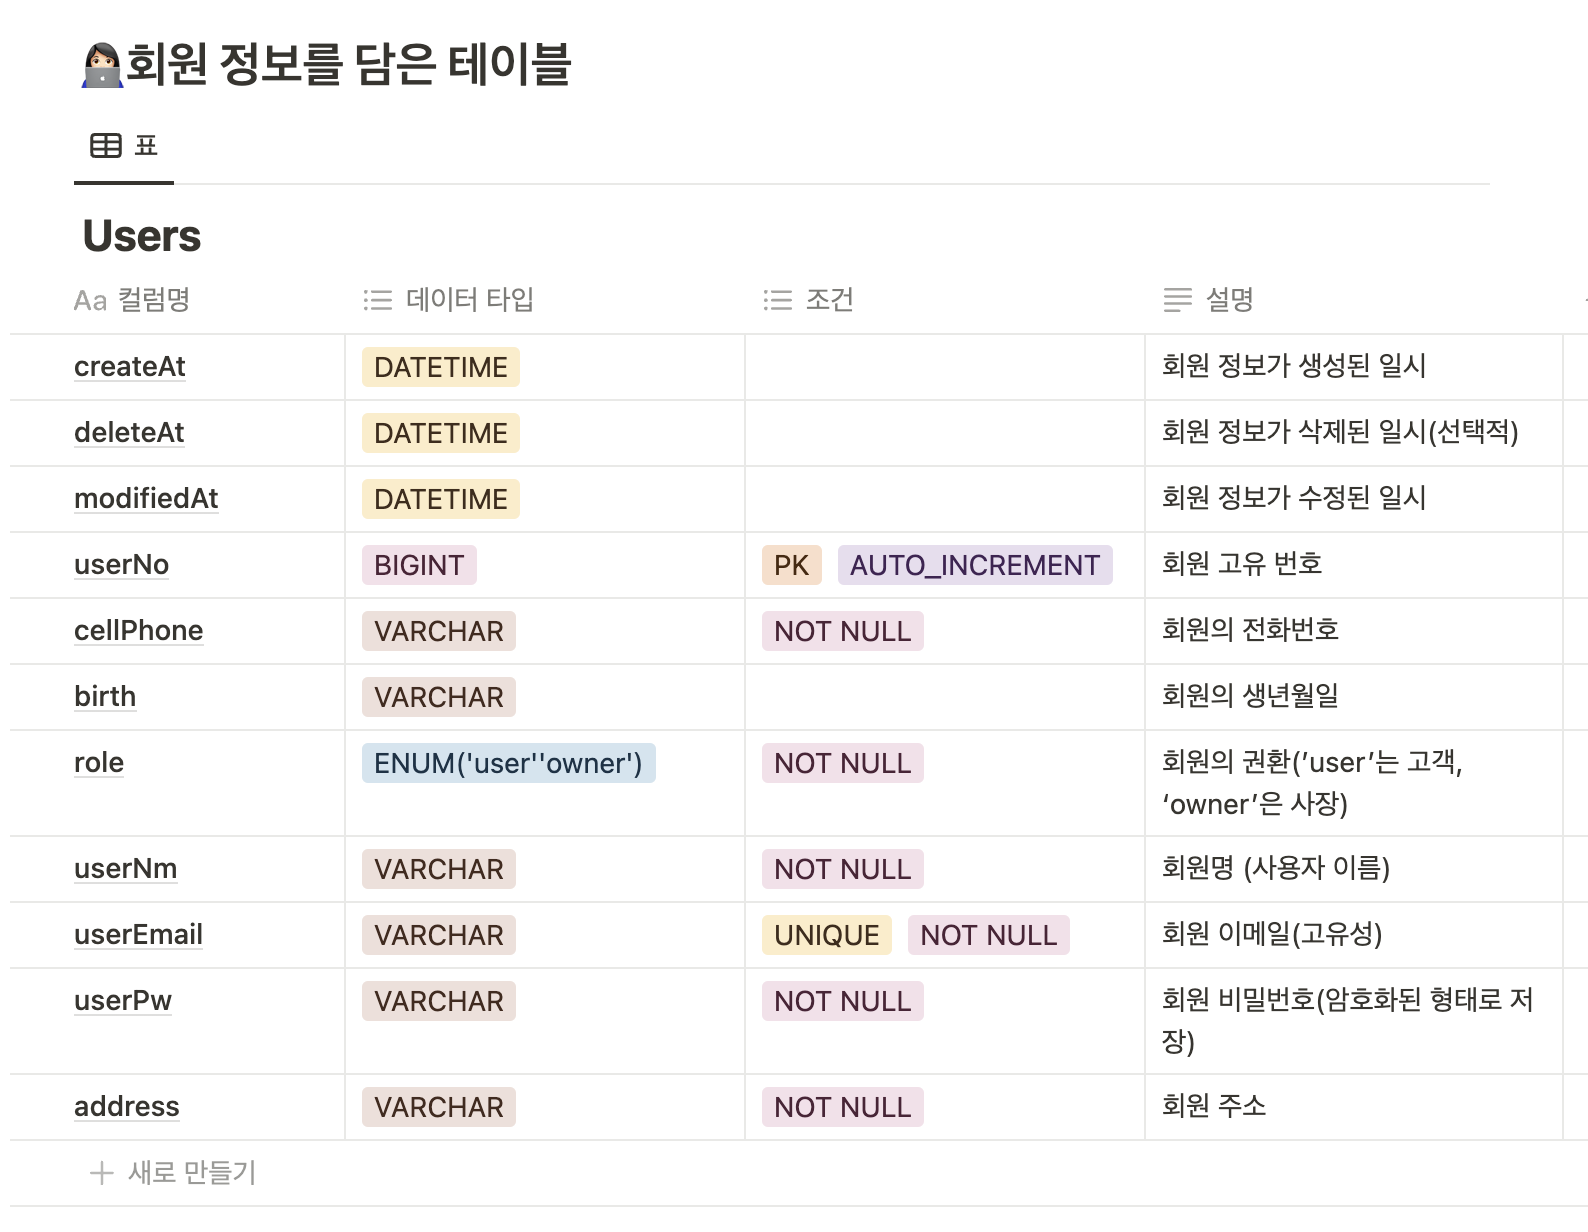 회원 정보를 담은 테이블
표
Users
Aa 컬럼명 데이터 타입 조건 설명
createAt DATETIME 회원 정보가 생성된 일시
deleteAt DATETIME 회원 정보가 삭제된 일시(선택적)
modifiedAt DATETIME 회원 정보가 수정된 일시
userNo BIGINT PK AUTO_INCREMENT 회원 고유 번호
cellPhone VARCHAR NOT NULL 회원의 전화번호
birth VARCHAR 회원의 생년월일
role ENUM('user''owner') NOT NULL 회원의 권환(’user’는 고객,
‘owner’은 사장)
userNm VARCHAR NOT NULL 회원명 (사용자 이름)
userEmail VARCHAR UNIQUE NOT NULL 회원 이메일(고유성)
userPw VARCHAR NOT NULL 회원 비밀번호(암호화된 형태로 저
장)
address VARCHAR NOT NULL 회원 주소
새로 만들기